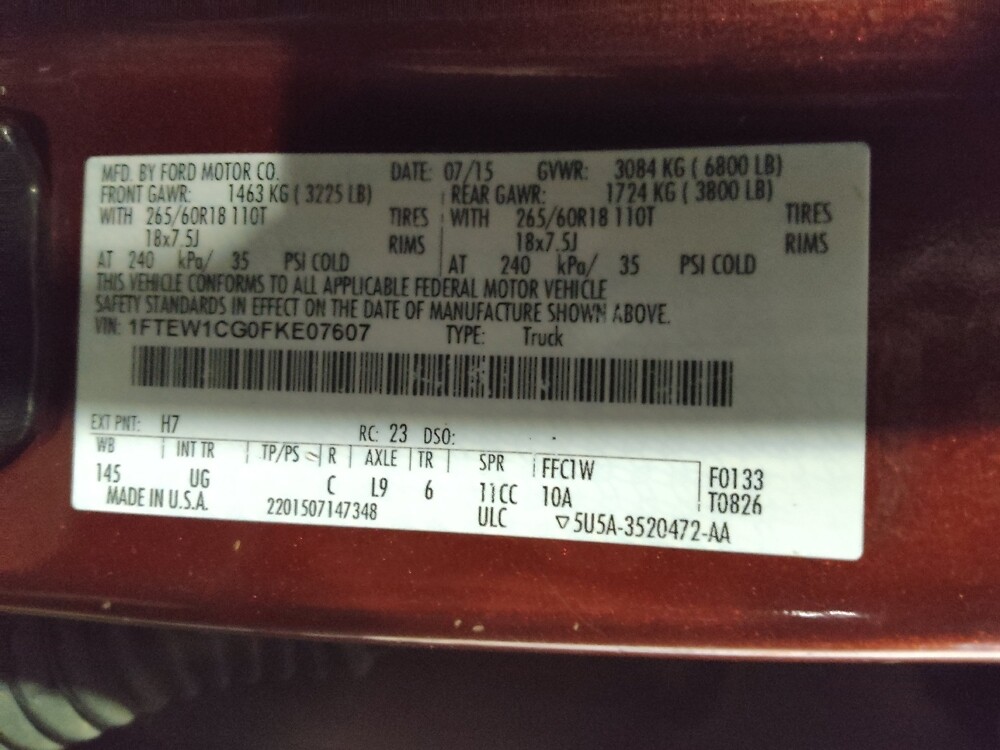 MFD. BY FORD MOTOR CO. DATE: 07/15 GVWR: 3084 KG ( 6800 LB)
FRONT GAWR: 1463 KG ( 3225 LB) REAR GAWR: 1724 KG ( 3800 LB)
WITH 265/60R18 110T TIRES WITH 265/60R18 110T TIRES
18x7.5J RIMS 18x7.5J RIMS
AT 240 kPa/ 35 PSI COLD AT 240 kPa/ 35 PSI COLD
THIS VEHICLE CONFORMS TO ALL APPLICABLE FEDERAL MOTOR VEHICLE
SAFETY STANDARDS IN EFFECT ON THE DATE OF MANUFACTURE SHOWN ABOVE.
VIN: 1FTEW1CG0FKE07607 TYPE: Truck
EXT PNT: H7 RC: 23 DSO:
WB INT TR TP/PS R AXLE TR SPR FFC1W F0133
145 UG C L9 6 11CC 10A T0826
MADE IN U.S.A. 2201507147348 ULC ▽5U5A-3520472-AA